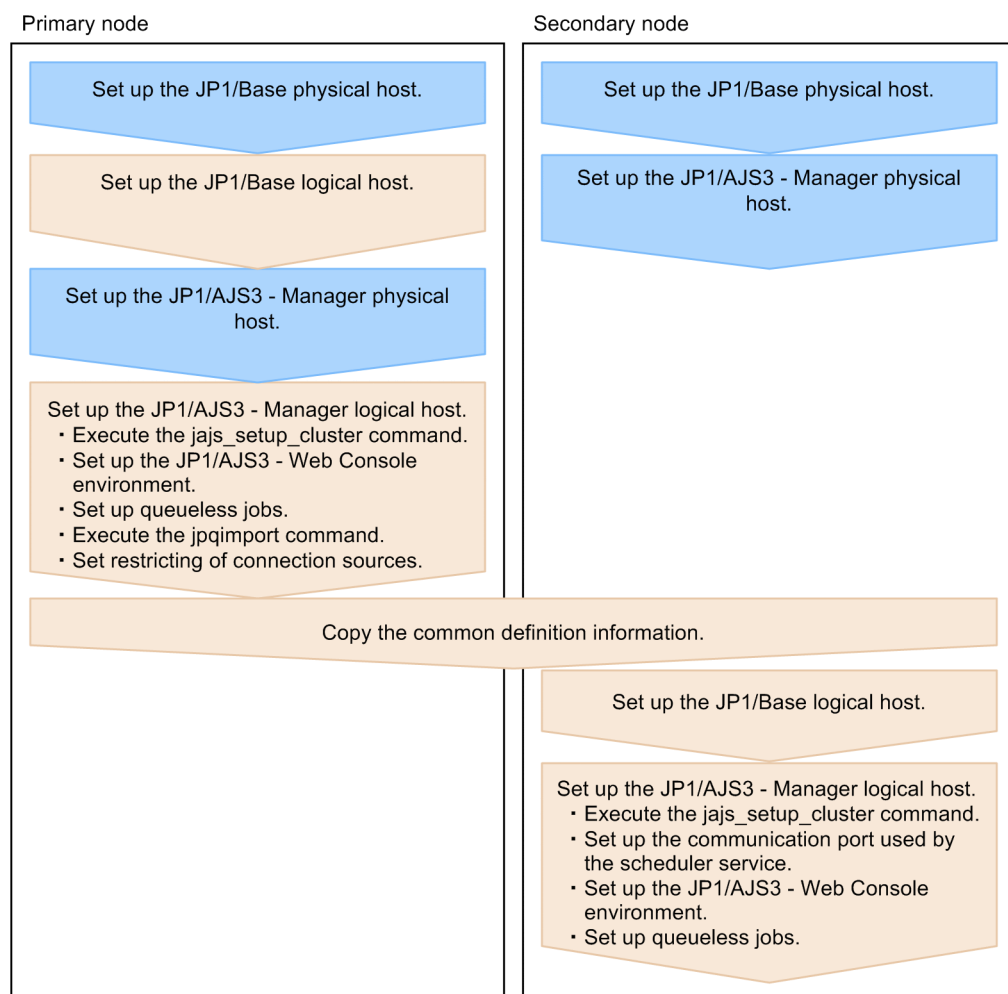 Primary node
Set up the JP1/Base physical host.
Set up the JP1/Base logical host.
Set up the JP1/AJS3 - Manager physical
host.
Set up the JP1/AJS3 - Manager logical host.
・Execute the jajs_setup_cluster command.
・Set up the JP1/AJS3 - Web Console
environment.
・Set up queueless jobs.
・Execute the jpqimport command.
・Set restricting of connection sources.
Secondary node
Set up the JP1/Base physical host.
Set up the JP1/AJS3 - Manager physical
host.
Copy the common definition information.
Set up the JP1/Base logical host.
Set up the JP1/AJS3 - Manager logical host.
・Execute the jajs_setup_cluster command.
・Set up the communication port used by
the scheduler service.
・Set up the JP1/AJS3 - Web Console
environment.
・Set up queueless jobs.